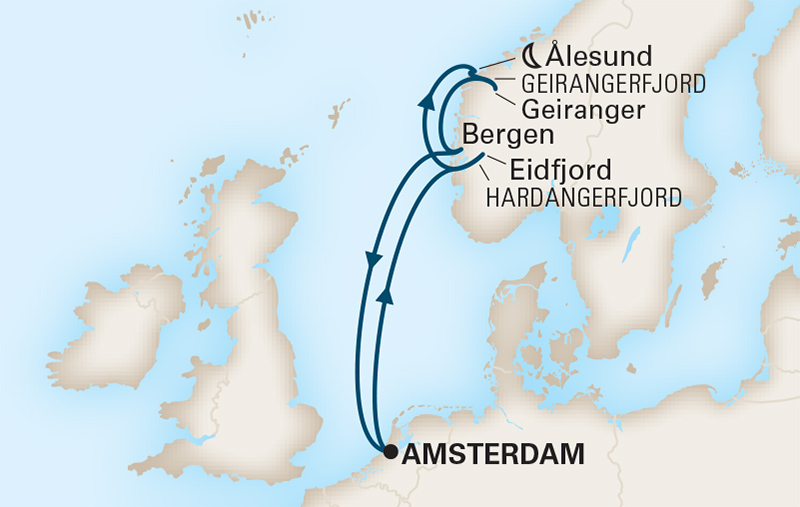 Ålesund
GEIRANGERFJORD
Geiranger
Bergen
Eidfjord
HARDANGERFJORD
AMSTERDAM